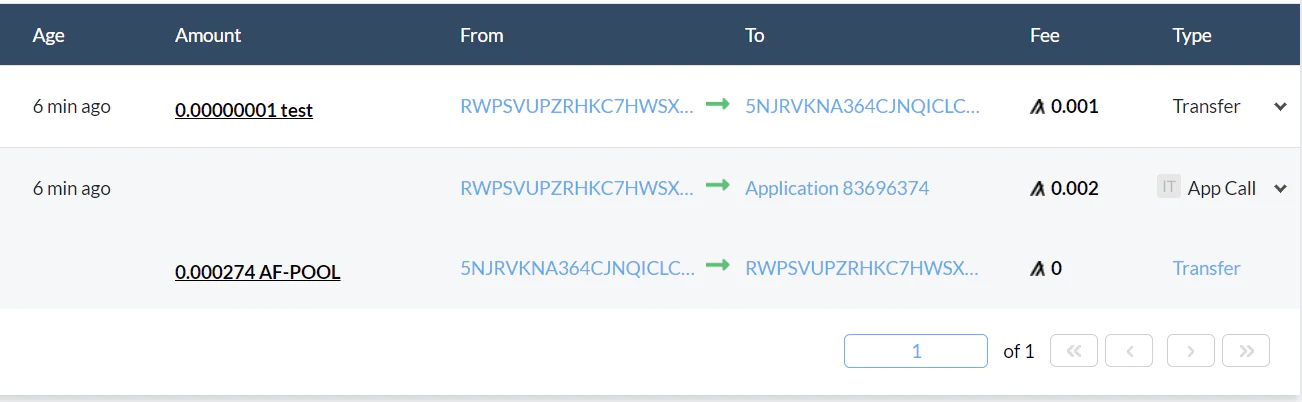 Age Amount From To Fee Type
6 min ago 0.00000001 test RWPSVUPZRHKC7HWSX... 5NJRVKNA364CJNQICLC... 0.001 Transfer
6 min ago RWPSVUPZRHKC7HWSX... Application 83696374 0.002 IT App Call
0.000274 AF-POOL 5NJRVKNA364CJNQICLC... RWPSVUPZRHKC7HWSX... 0 Transfer
1 of 1